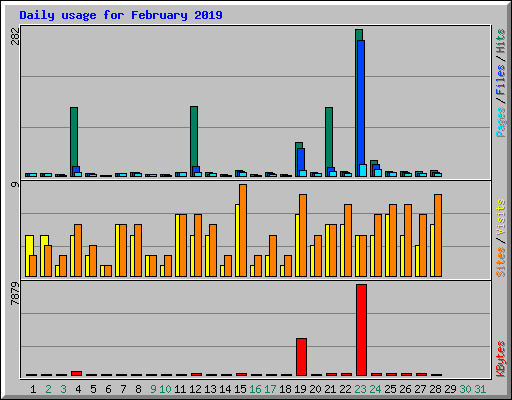 Daily usage for February 2019
282
Pages / Files / Hits
9
Sites / Visits
7879
KBytes
1 2 3 4 5 6 7 8 9 10 11 12 13 14 15 16 17 18 19 20 21 22 23 24 25 26 27 28 29 30 31